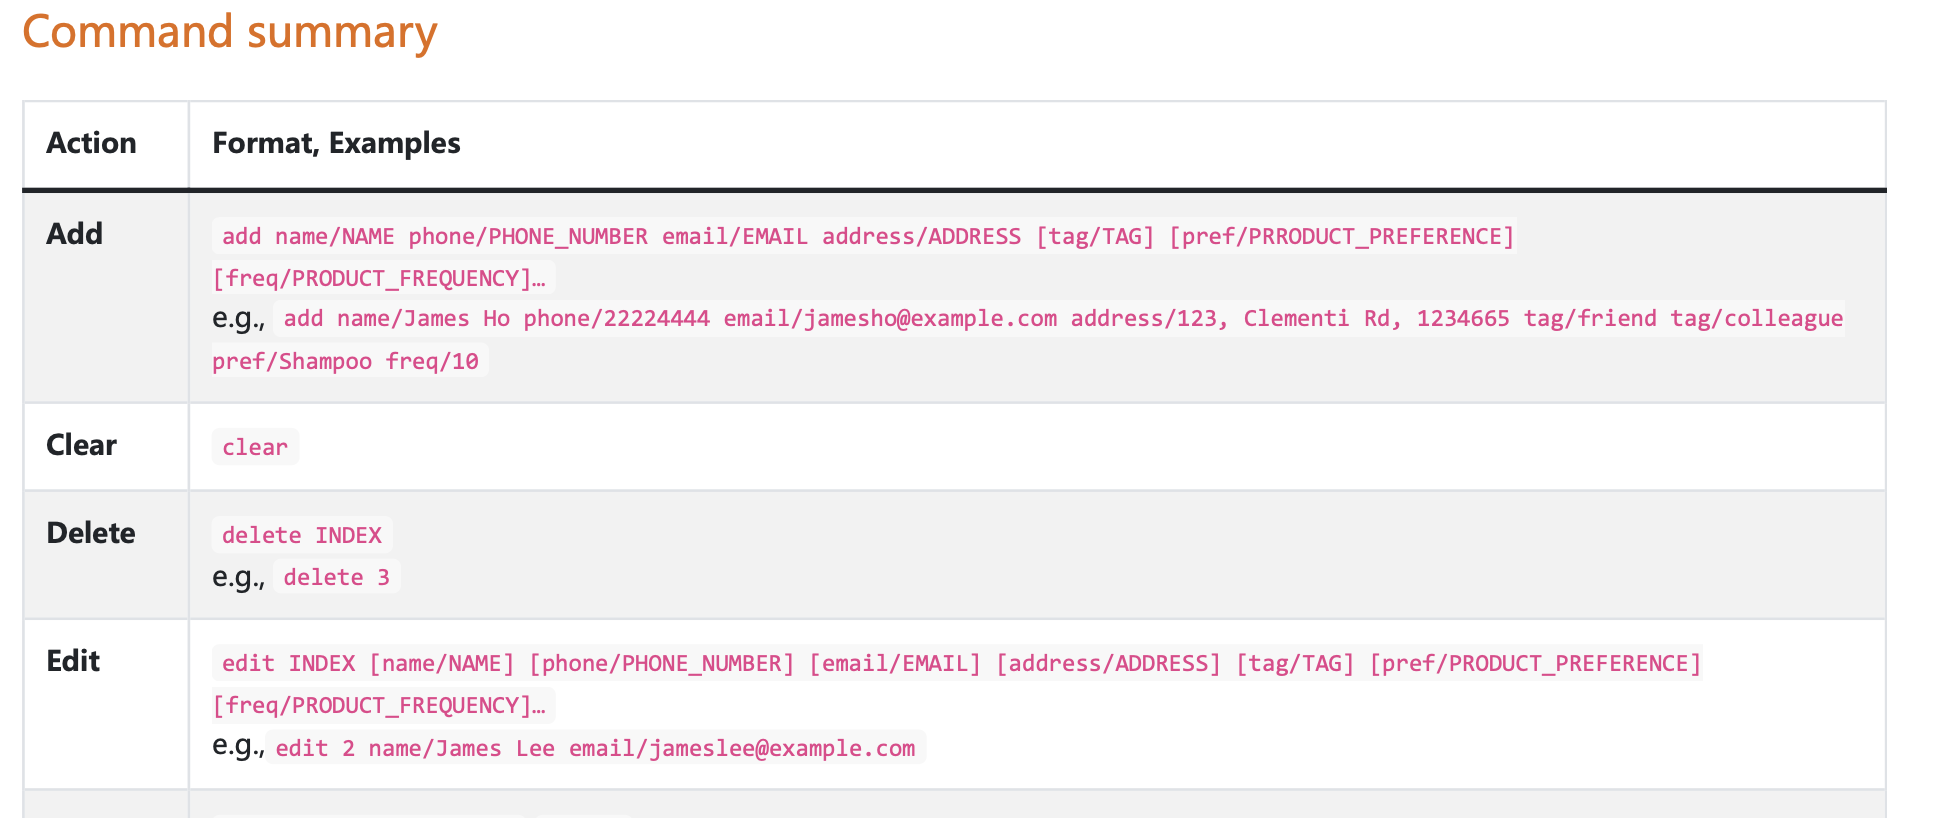 Command summary
Action Format, Examples
Add add name/NAME phone/PHONE_NUMBER email/EMAIL address/ADDRESS [tag/TAG] [pref/PRRODUCT_PREFERENCE]
[freq/PRODUCT_FREQUENCY]…
e.g., add name/James Ho phone/22224444 email/jamesho@example.com address/123, Clementi Rd, 1234665 tag/friend tag/colleague
pref/Shampoo freq/10
Clear clear
Delete delete INDEX
e.g., delete 3
Edit edit INDEX [name/NAME] [phone/PHONE_NUMBER] [email/EMAIL] [address/ADDRESS] [tag/TAG] [pref/PRODUCT_PREFERENCE]
[freq/PRODUCT_FREQUENCY]…
e.g., edit 2 name/James Lee email/jameslee@example.com